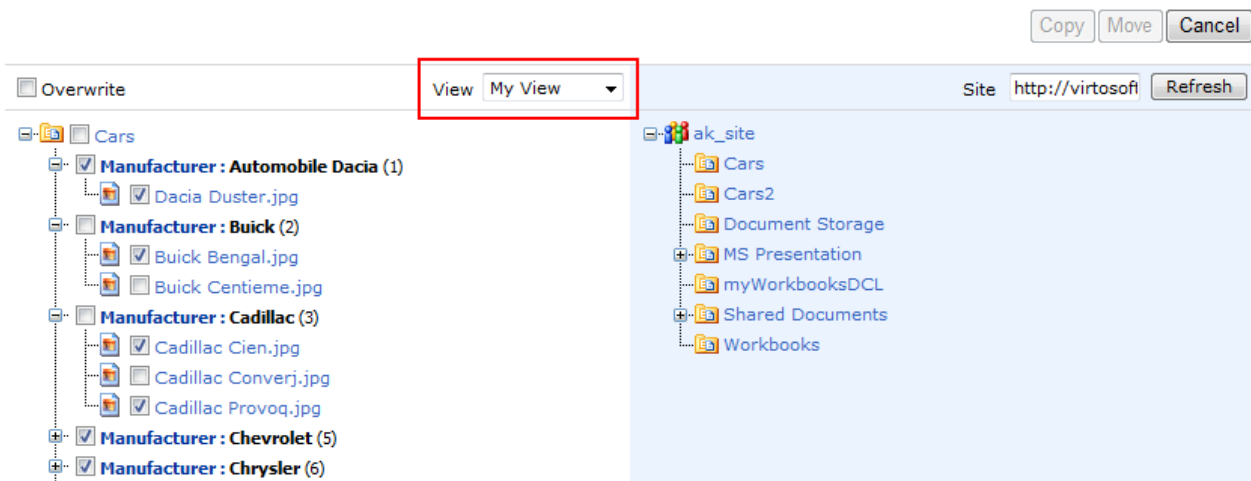 Copy Move Cancel
Overwrite View My View Site http://virtosoft Refresh
Cars
Manufacturer : Automobile Dacia (1)
Dacia Duster.jpg
Manufacturer : Buick (2)
Buick Bengal.jpg
Buick Centieme.jpg
Manufacturer : Cadillac (3)
Cadillac Cien.jpg
Cadillac Converj.jpg
Cadillac Provoq.jpg
Manufacturer : Chevrolet (5)
Manufacturer : Chrysler (6)
ak_site
Cars
Cars2
Document Storage
MS Presentation
myWorkbooksDCL
Shared Documents
Workbooks